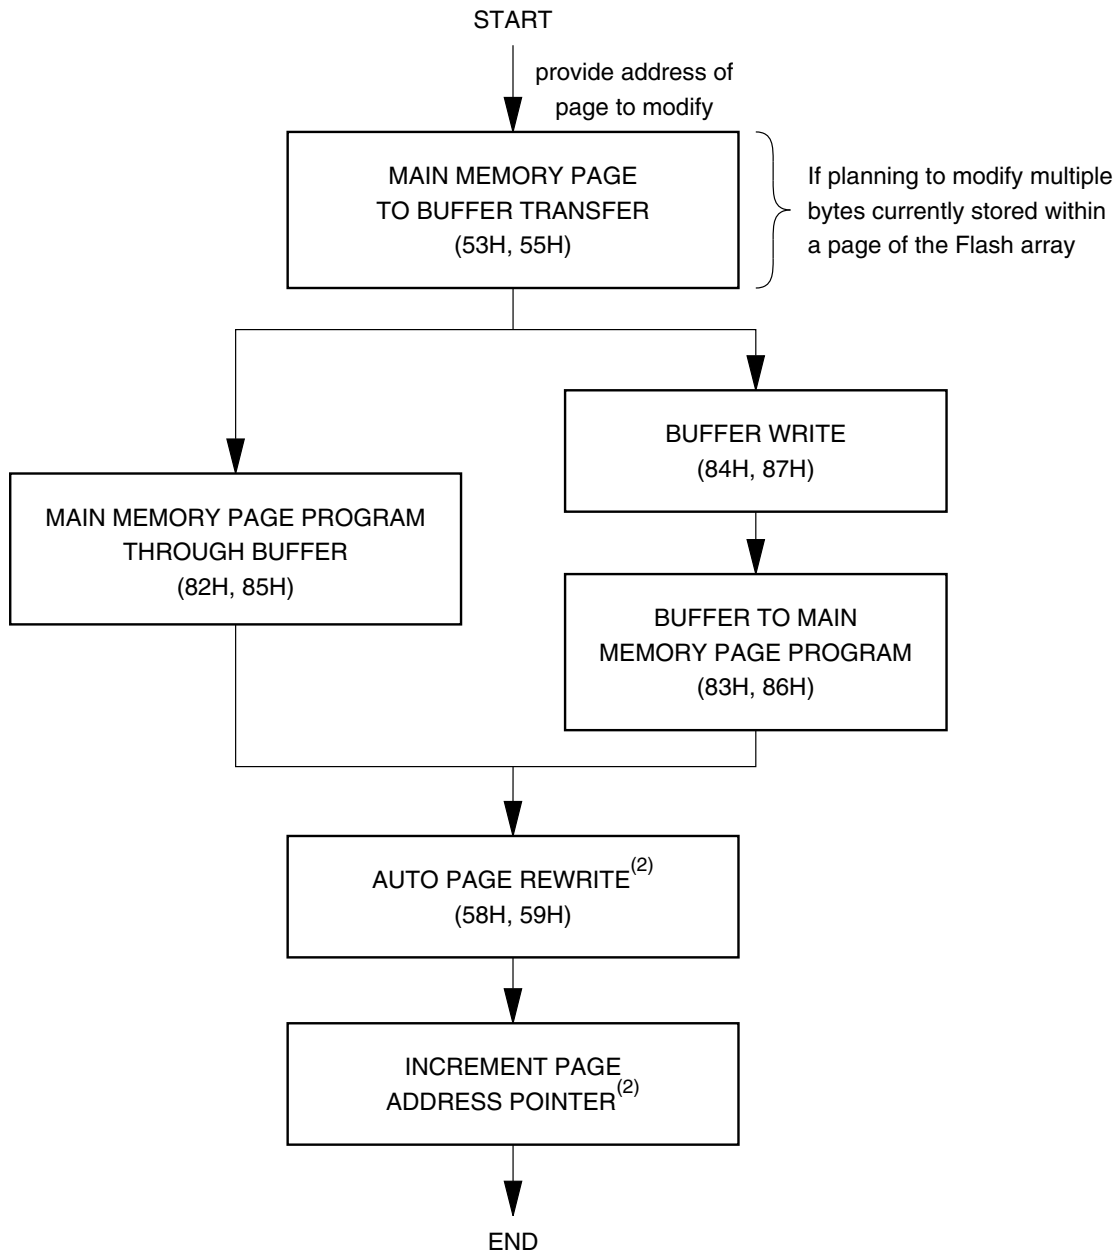 START
provide address of
page to modify
MAIN MEMORY PAGE
TO BUFFER TRANSFER
(53H, 55H)
If planning to modify multiple
bytes currently stored within
a page of the Flash array
BUFFER WRITE
(84H, 87H)
MAIN MEMORY PAGE PROGRAM
THROUGH BUFFER
(82H, 85H)
BUFFER TO MAIN
MEMORY PAGE PROGRAM
(83H, 86H)
AUTO PAGE REWRITE(2)
(58H, 59H)
INCREMENT PAGE
ADDRESS POINTER(2)
END